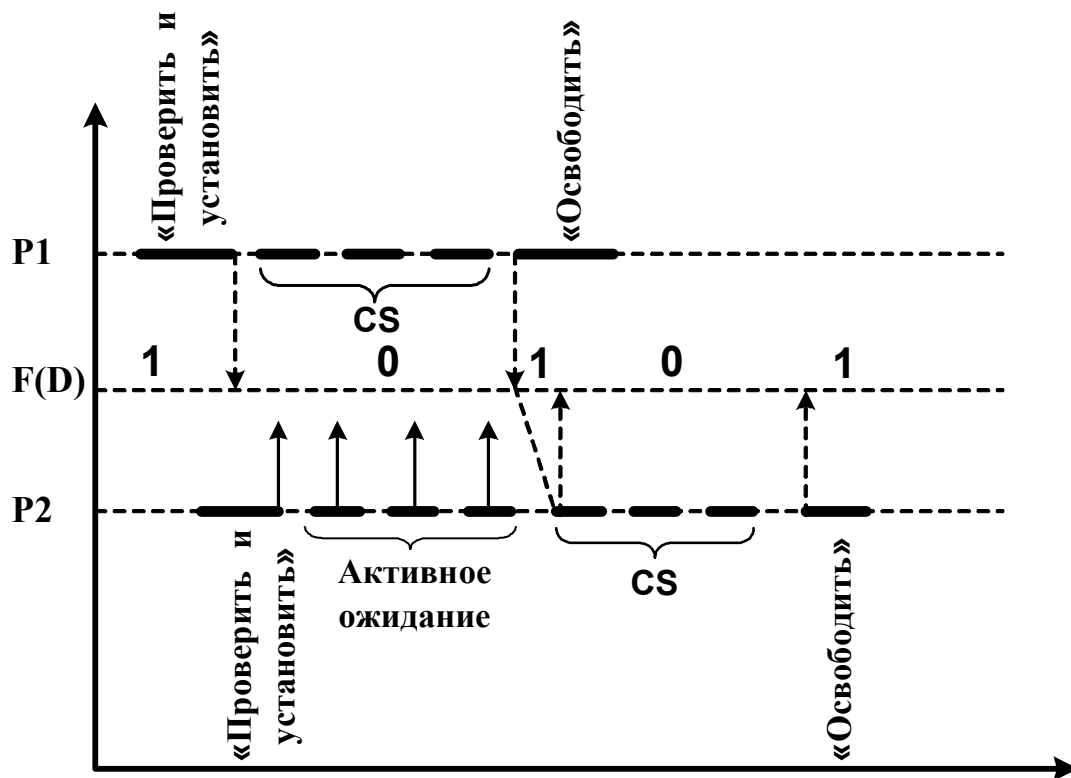 «Проверить и
установить»
«Освободить»
P1
CS
1 0 1 0 1
F(D)
P2
Активное
ожидание
CS
«Проверить и
установить»
«Освободить»